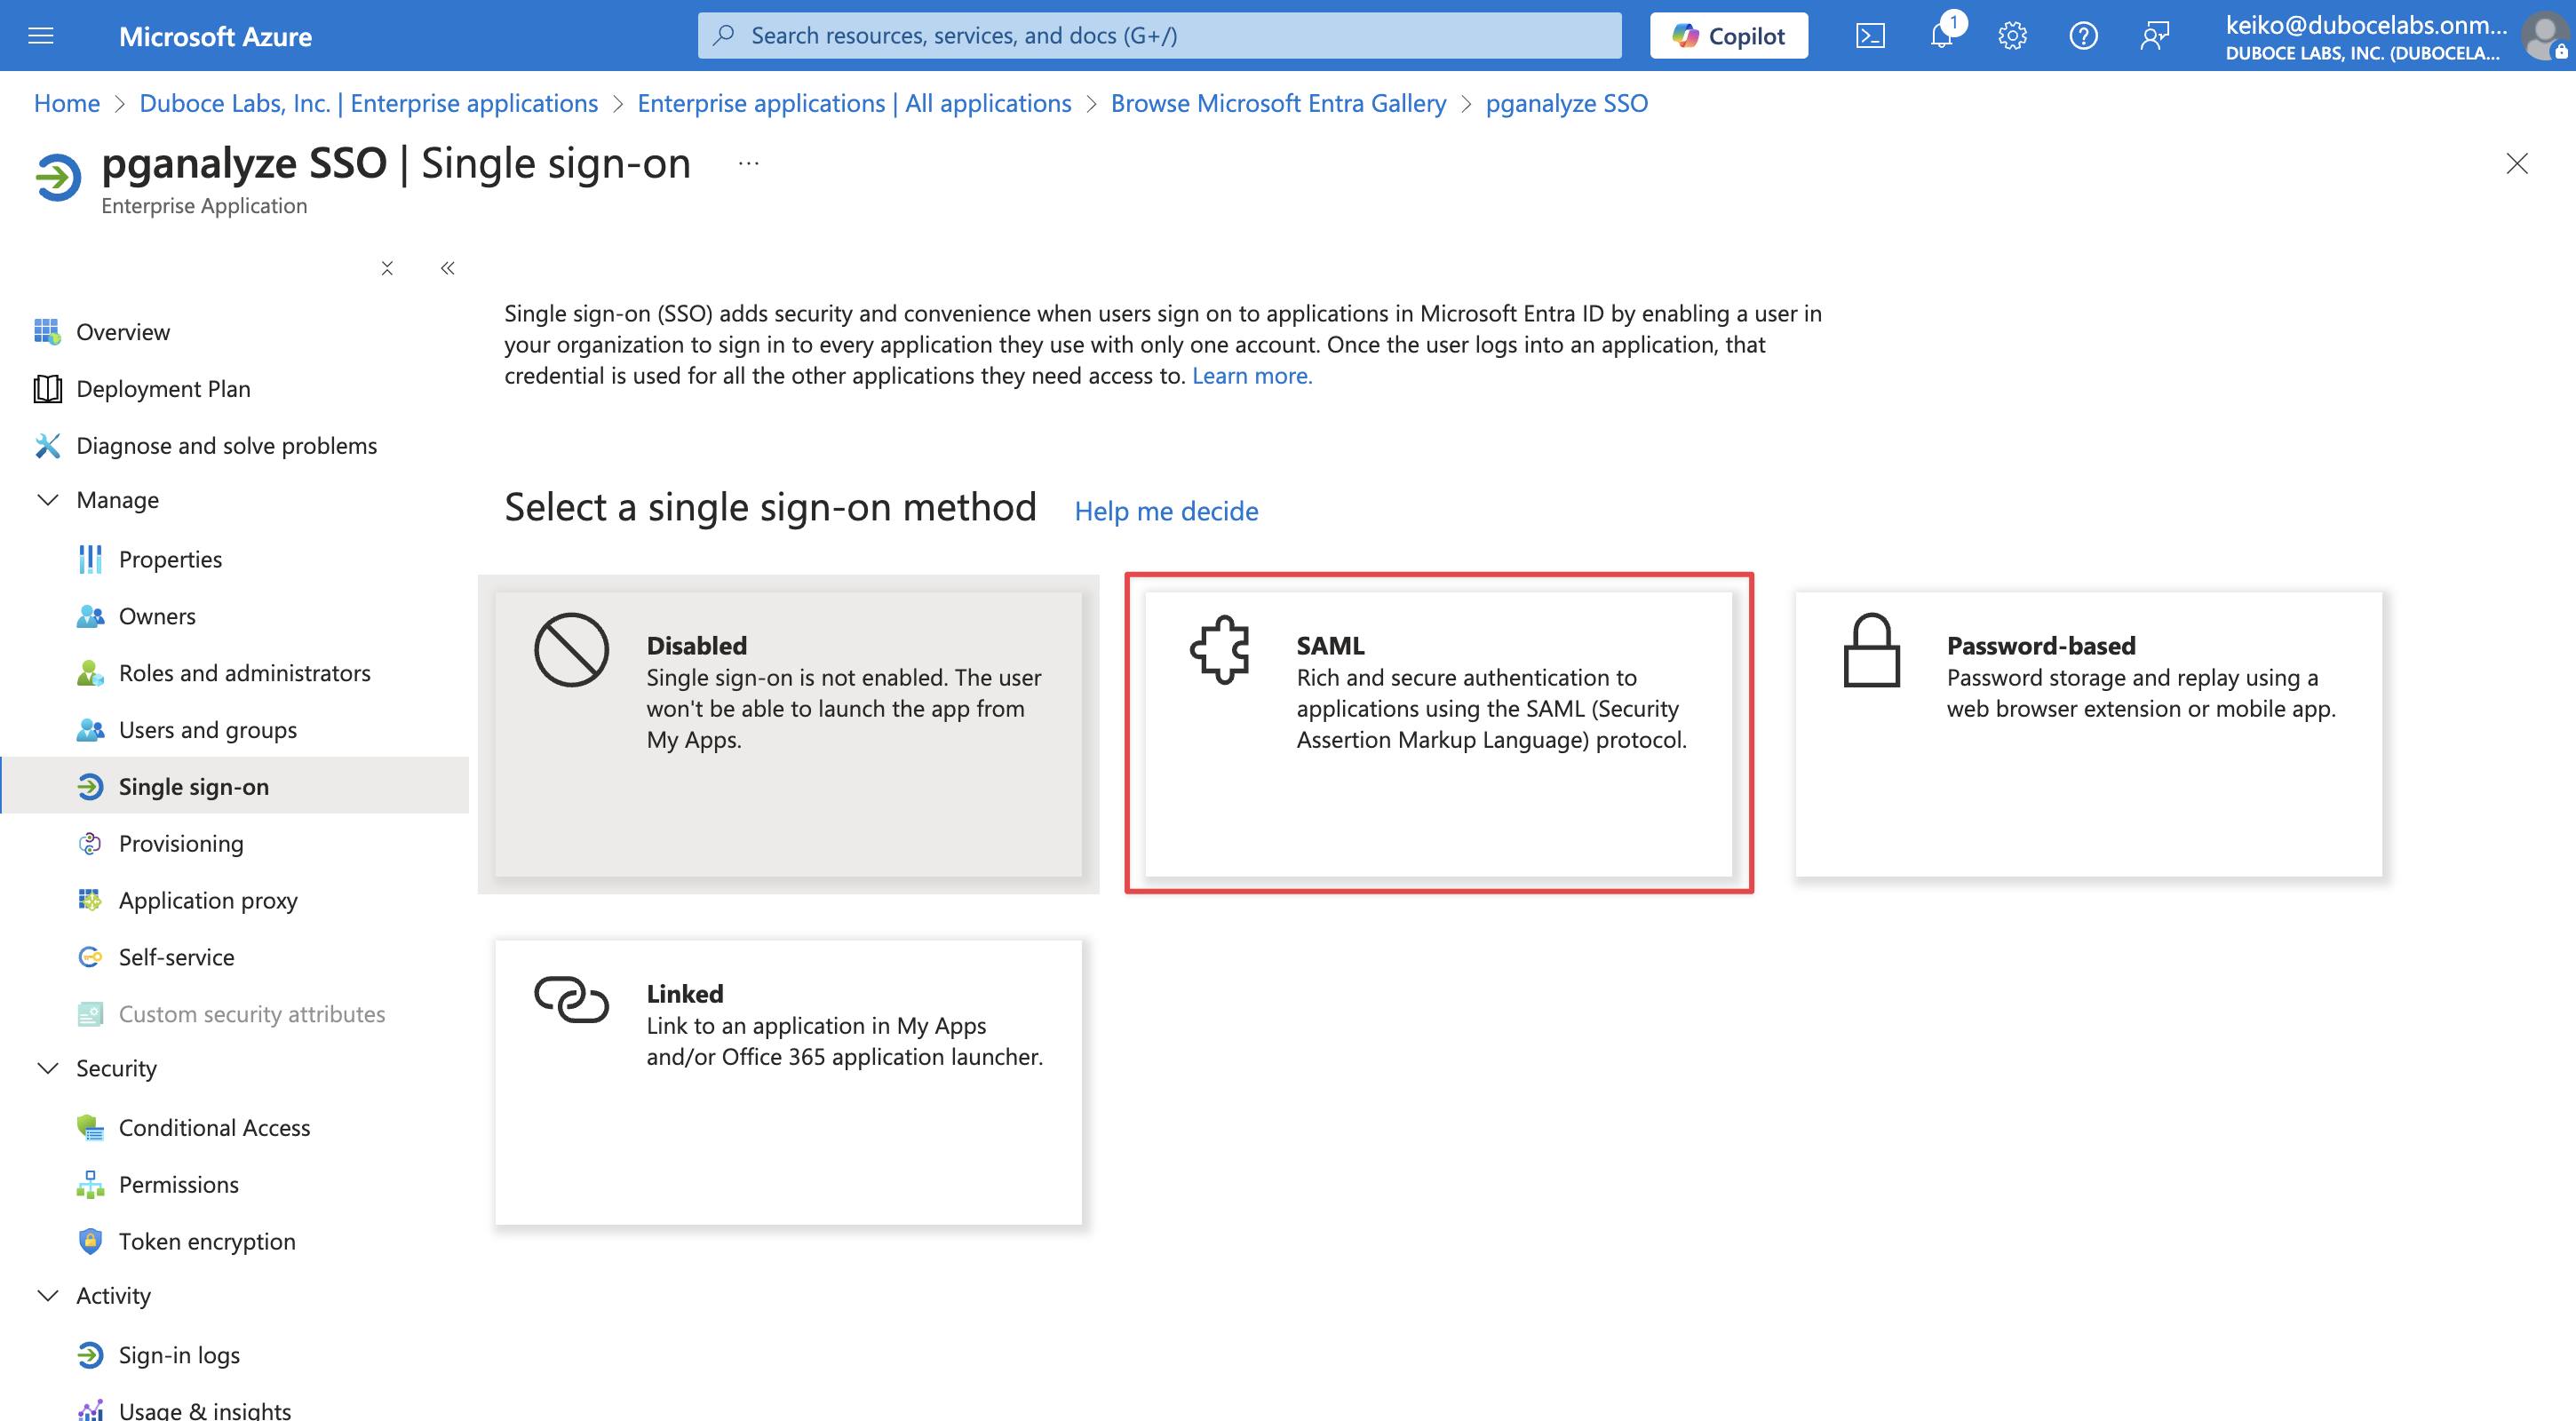 Microsoft Azure
Search resources, services, and docs (G+/)
Copilot
1
keiko@dubocelabs.onm...
DUBOCE LABS, INC. (DUBOCELA...
Home > Duboce Labs, Inc. | Enterprise applications > Enterprise applications | All applications > Browse Microsoft Entra Gallery > pganalyze SSO
pganalyze SSO | Single sign-on ...
Enterprise Application
Single sign-on (SSO) adds security and convenience when users sign on to applications in Microsoft Entra ID by enabling a user in
your organization to sign in to every application they use with only one account. Once the user logs into an application, that
credential is used for all the other applications they need access to. Learn more.
Overview
Deployment Plan
Diagnose and solve problems
Manage
Properties
Owners
Roles and administrators
Users and groups
Single sign-on
Provisioning
Application proxy
Self-service
Custom security attributes
Security
Conditional Access
Permissions
Token encryption
Activity
Sign-in logs
Usage & insights
Select a single sign-on method Help me decide
Disabled
Single sign-on is not enabled. The user
won't be able to launch the app from
My Apps.
SAML
Rich and secure authentication to
applications using the SAML (Security
Assertion Markup Language) protocol.
Password-based
Password storage and replay using a
web browser extension or mobile app.
Linked
Link to an application in My Apps
and/or Office 365 application launcher.